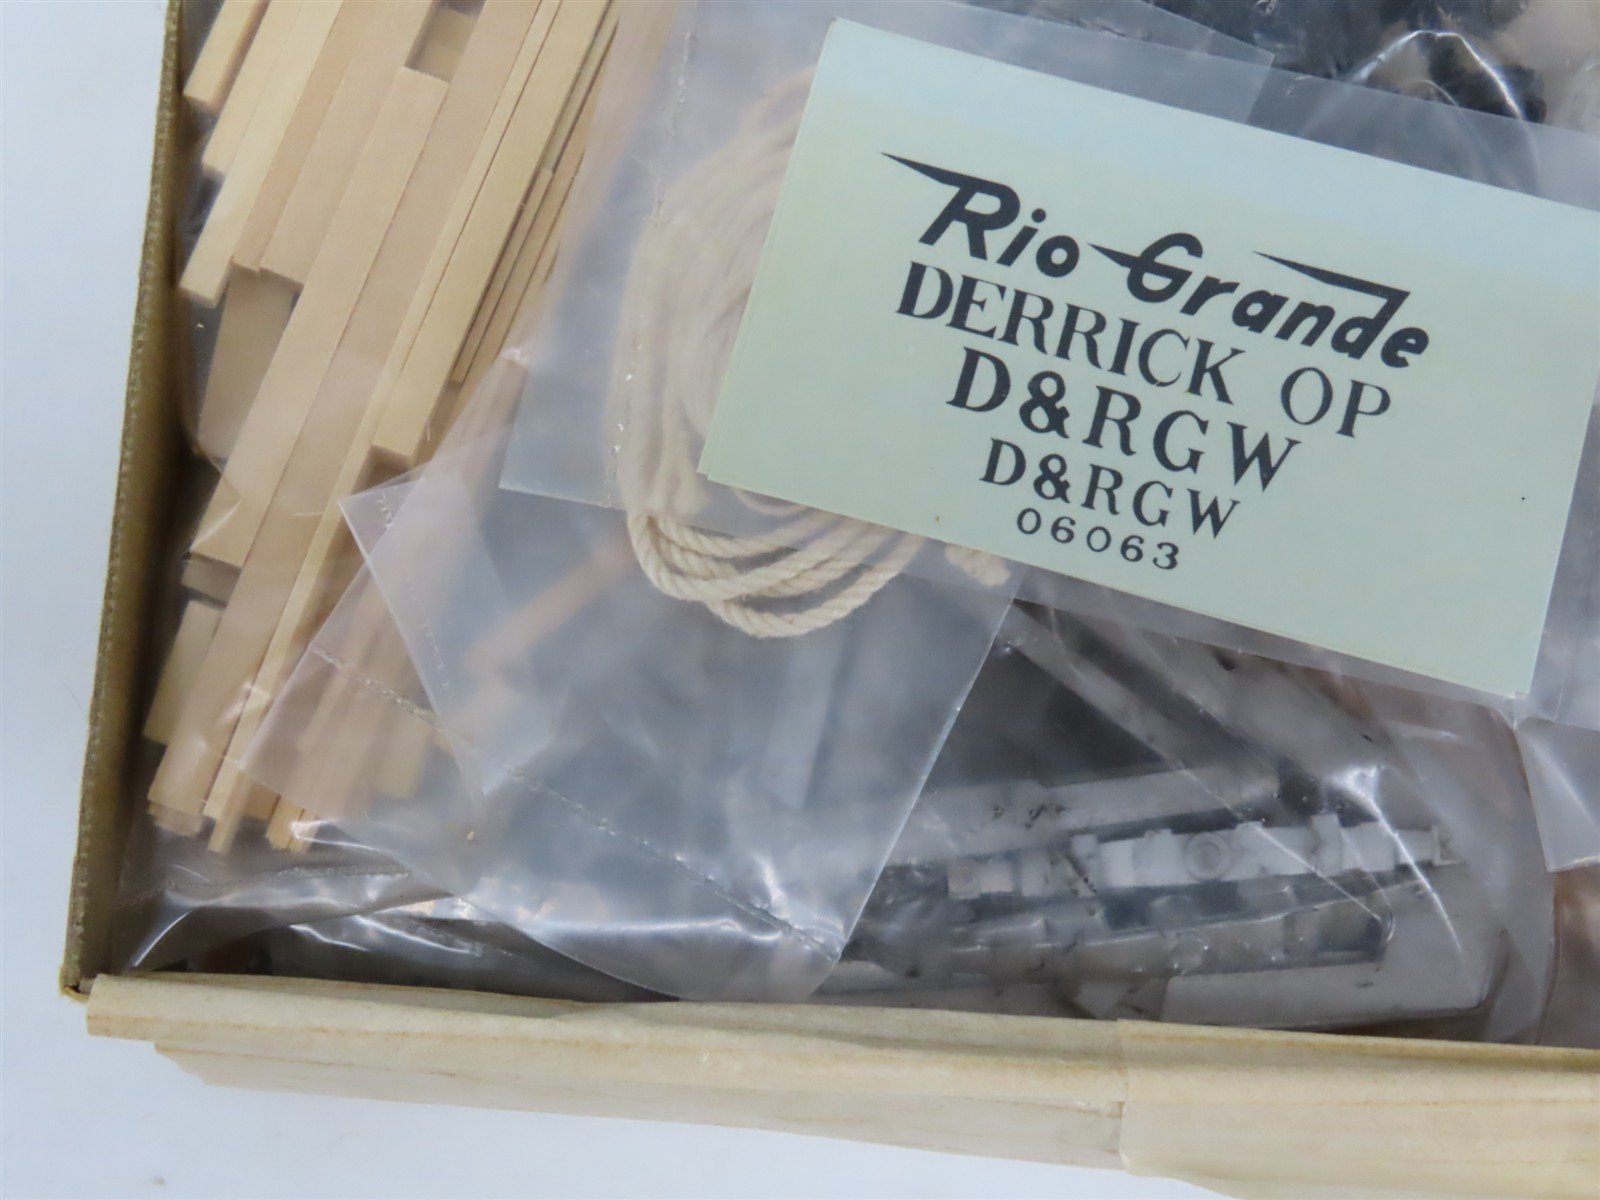 Rio Grande
DERRICK OP
D&RGW
D&RGW
06063